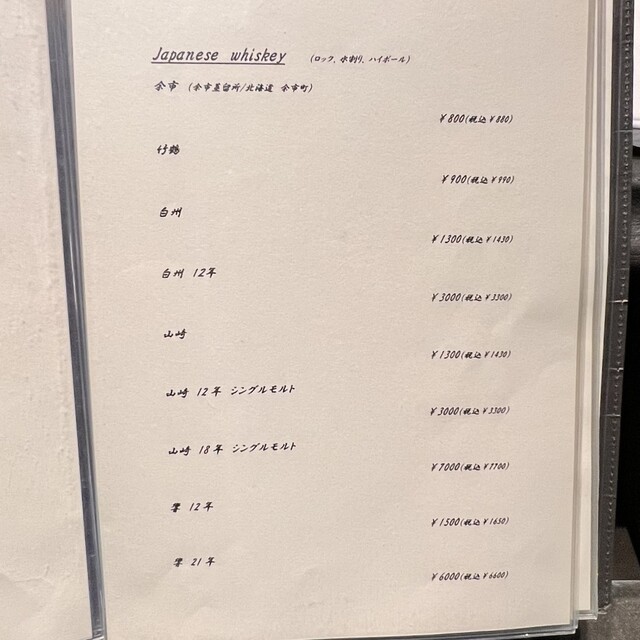 Japanese whiskey (ロック、水割り、ハイボール)
余市 (余市蒸留所/北海道 余市町)
¥800(税込¥880)
竹鶴
¥900(税込¥990)
白州
¥1300(税込¥1430)
白州 12年
¥3000(税込¥3300)
山崎
¥1300(税込¥1430)
山崎 12年 シングルモルト
¥3000(税込¥3300)
山崎 18年 シングルモルト
¥7000(税込¥7700)
響 12年
¥1500(税込¥1650)
響 21年
¥6000(税込¥6600)